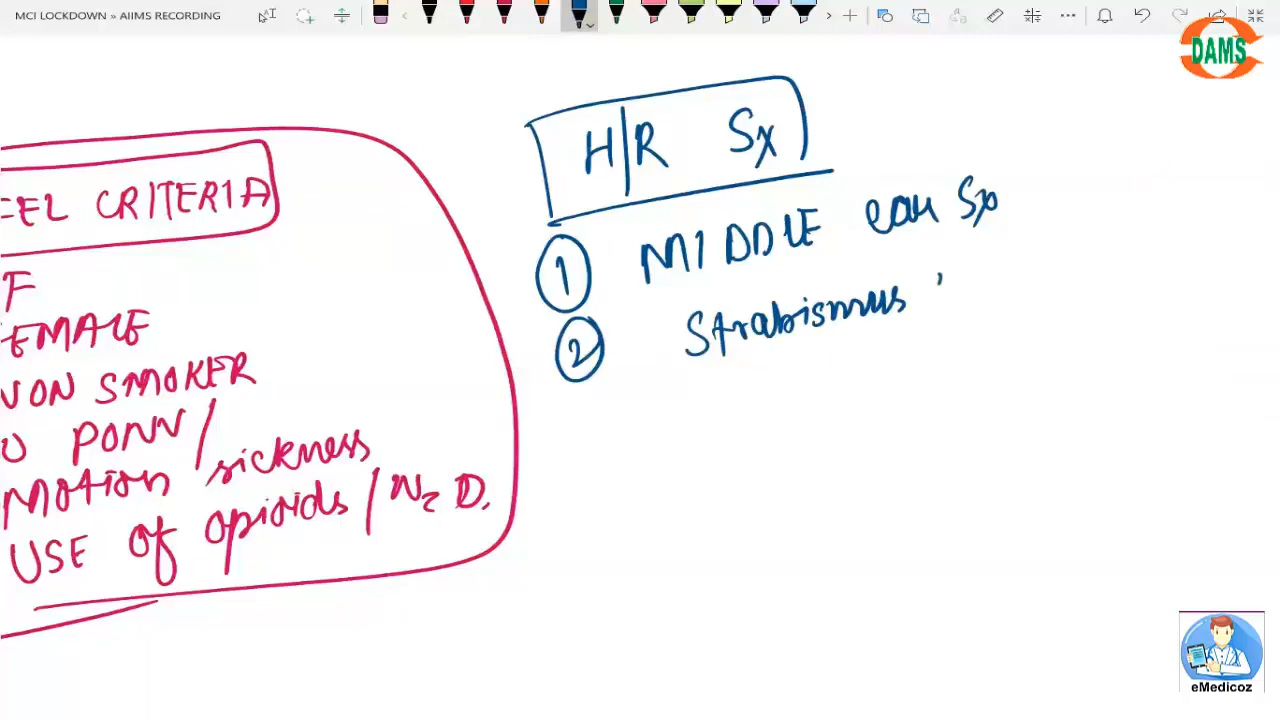 MCI LOCKDOWN » AIIMS RECORDING
DAMS
CRITERIA
F
EMALE
NON SMOKER
PONV/
Motion sickness
USE of opioids/N2O.
H/R Sx
1 MIDDLE ear Sx
2 Strabismus
eMedicoz